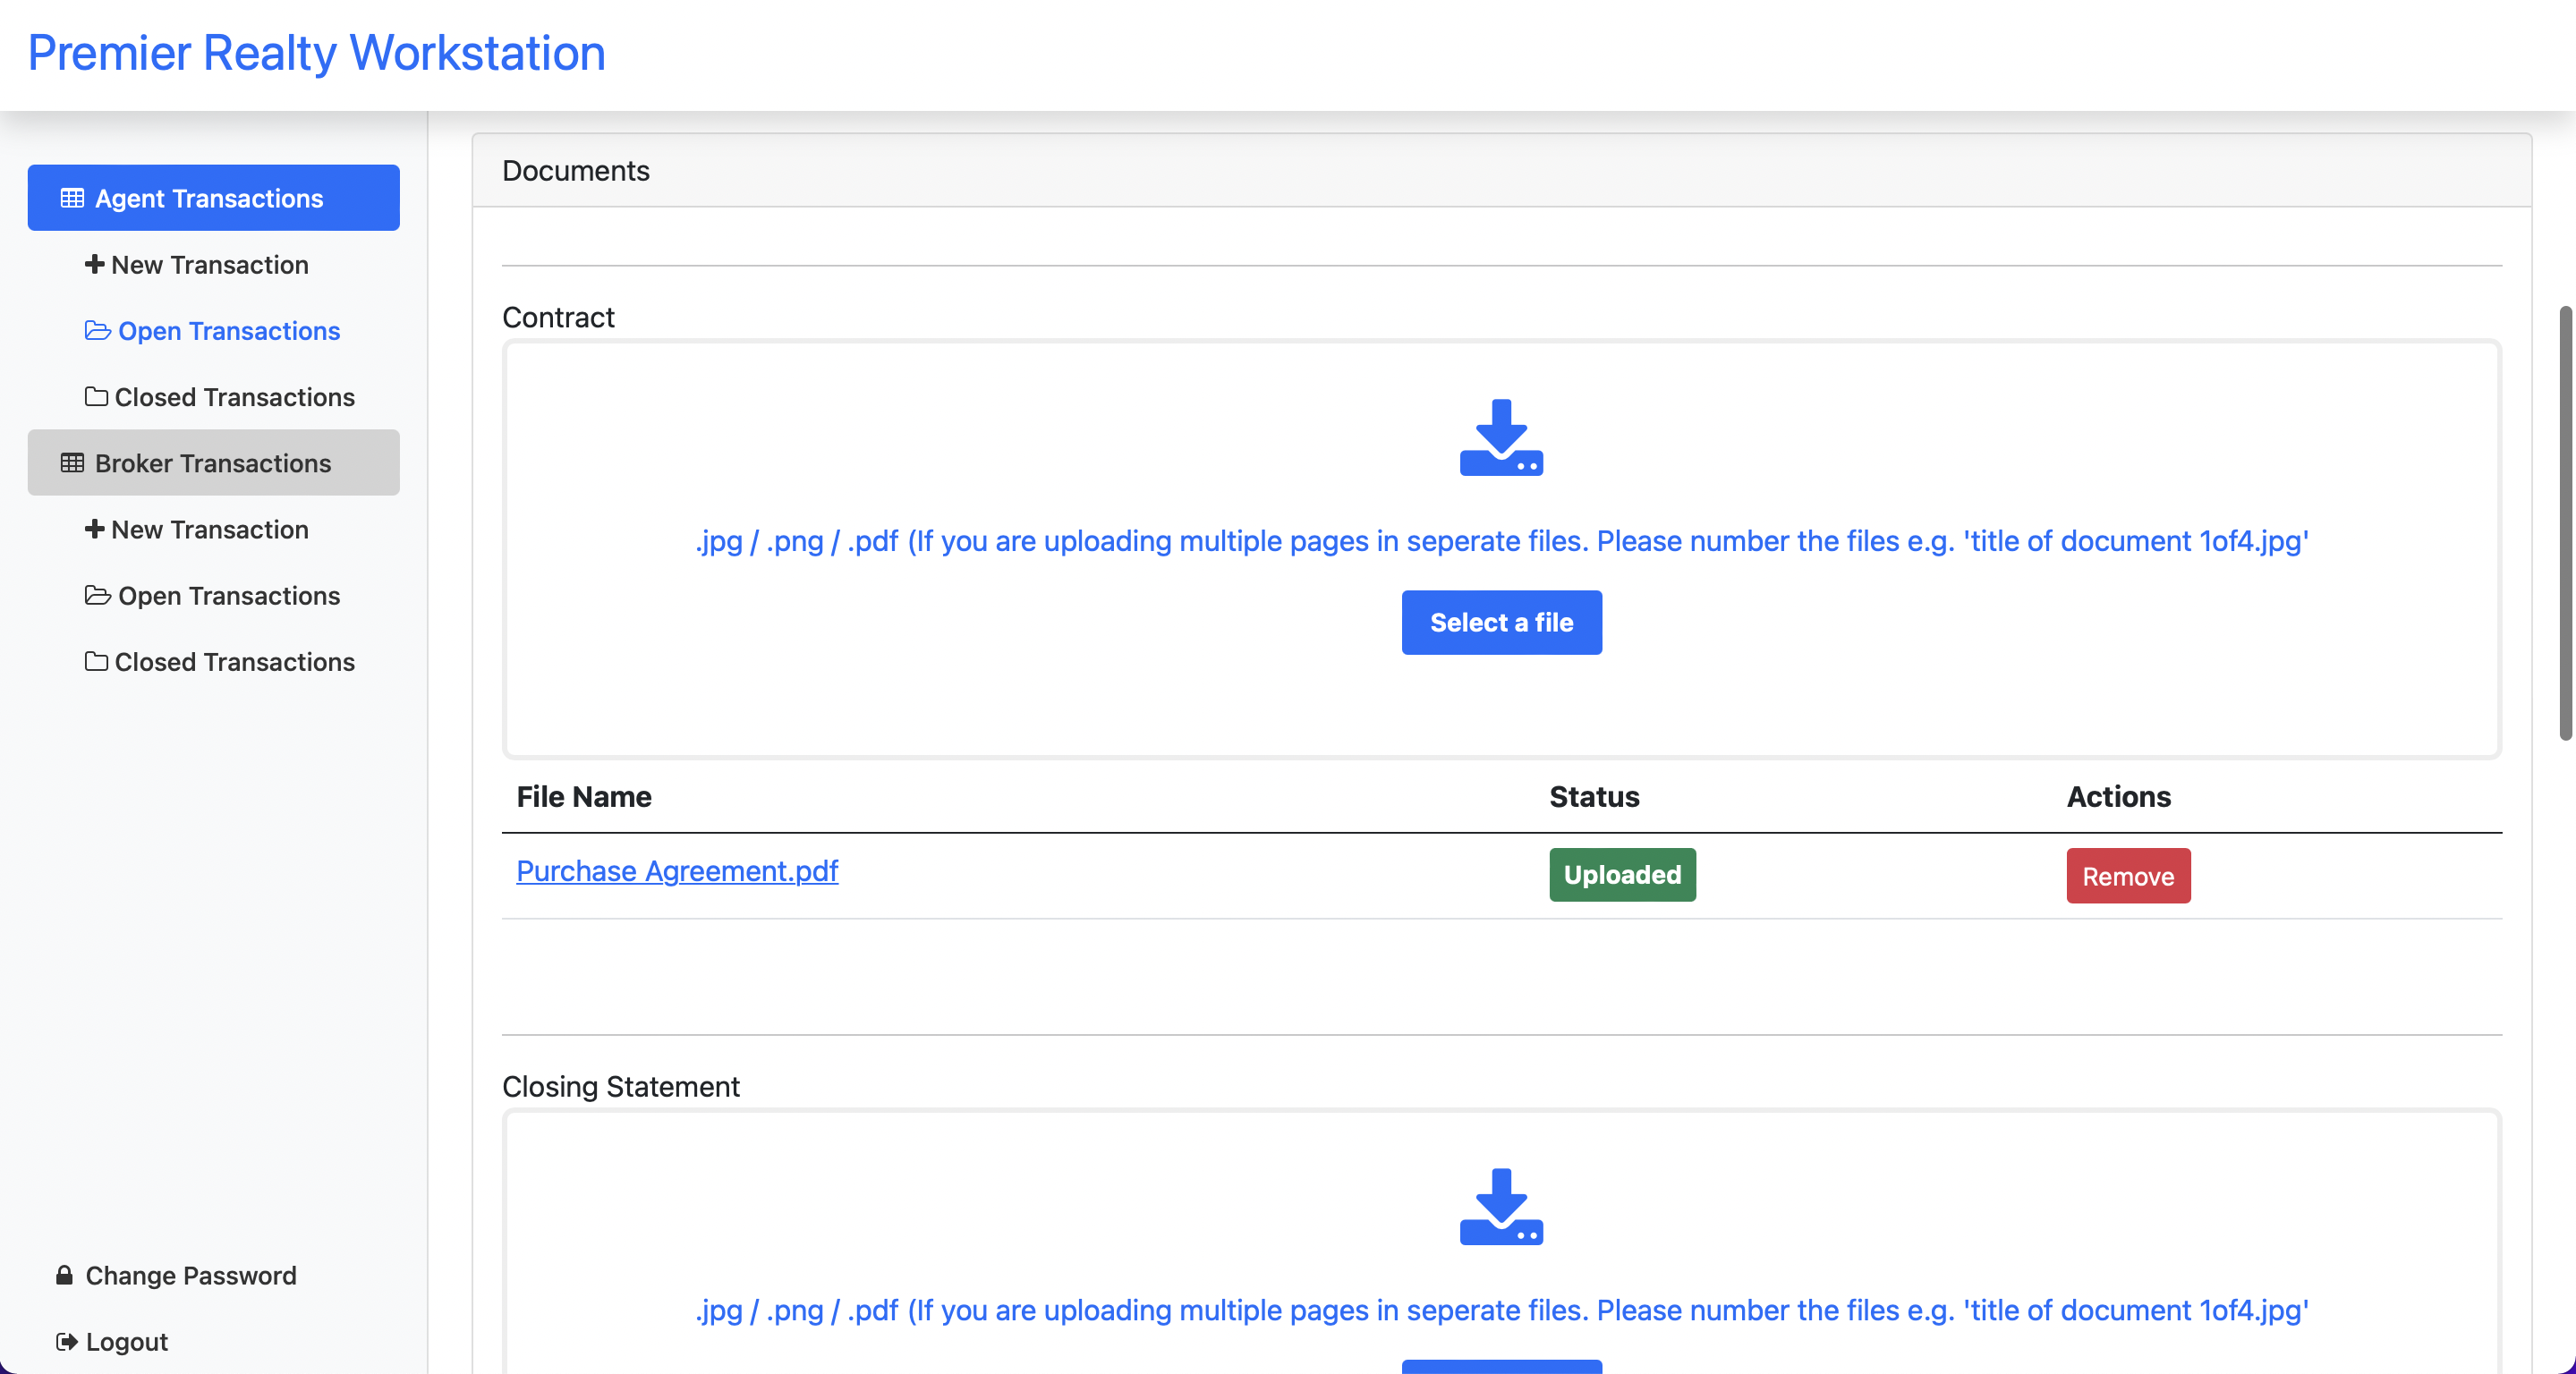 Premier Realty Workstation
Agent Transactions
New Transaction
Open Transactions
Closed Transactions
Broker Transactions
New Transaction
Open Transactions
Closed Transactions
Change Password
Logout
Documents
Contract
.jpg / .png / .pdf (If you are uploading multiple pages in seperate files. Please number the files e.g. 'title of document 1of4.jpg'
Select a file
File Name Status Actions
Purchase Agreement.pdf Uploaded Remove
Closing Statement
.jpg / .png / .pdf (If you are uploading multiple pages in seperate files. Please number the files e.g. 'title of document 1of4.jpg'